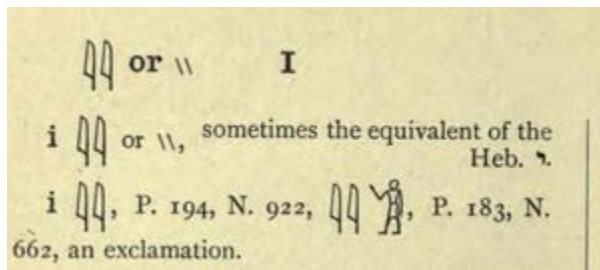 𓇌 or \\ I
i 𓇌 or \\, sometimes the equivalent of the
Heb. י.
i 𓇌, P. 194, N. 922, 𓇌𓀁, P. 183, N.
662, an exclamation.